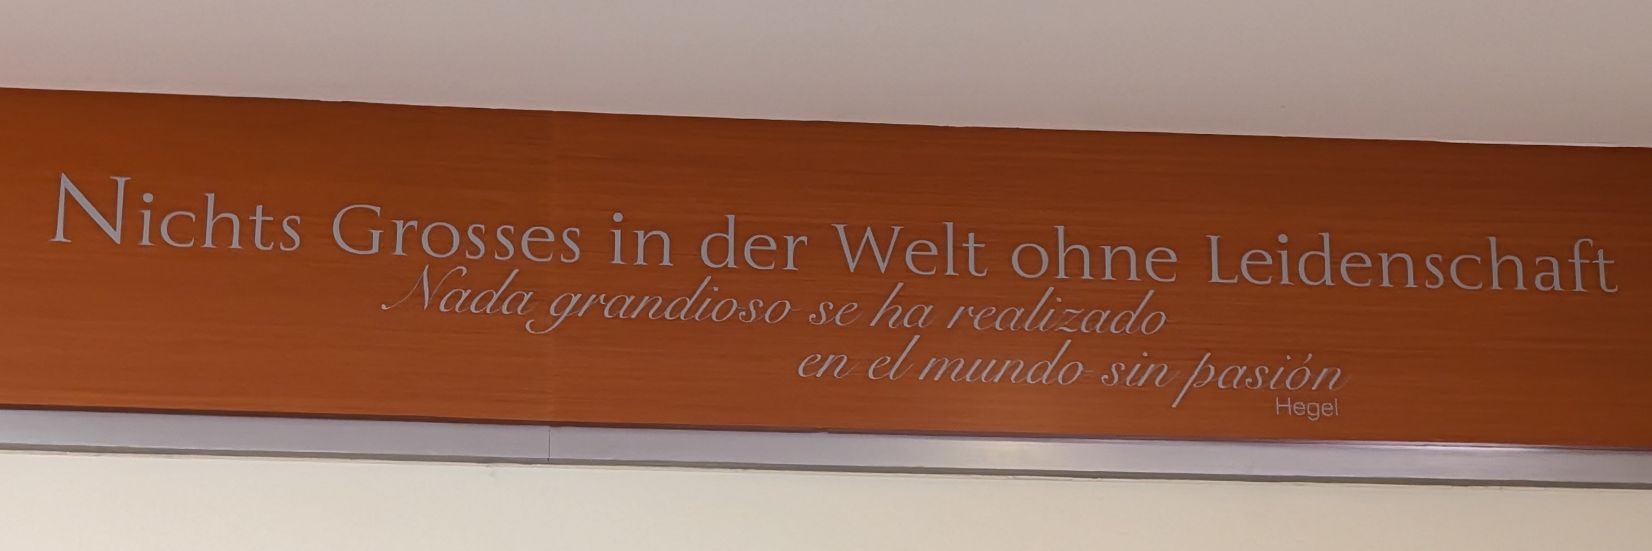 Nichts Grosses in der Welt ohne Leidenschaft
Nada grandioso se ha realizado
en el mundo sin pasión
Hegel